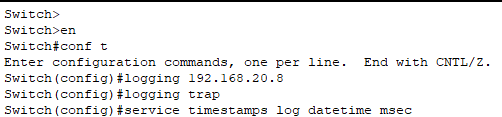 Switch>
Switch>en
Switch#conf t
Enter configuration commands, one per line.  End with CNTL/Z.
Switch(config)#logging 192.168.20.8
Switch(config)#logging trap
Switch(config)#service timestamps log datetime msec